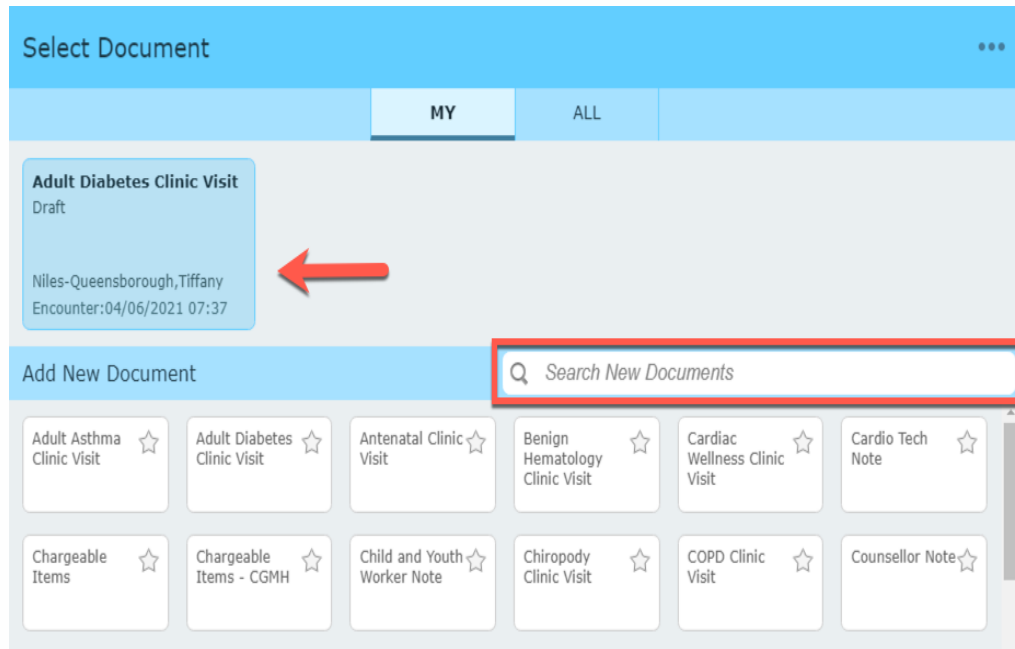 Select Document
MY
ALL
Adult Diabetes Clinic Visit
Draft
Niles-Queensborough,Tiffany
Encounter:04/06/2021 07:37
Add New Document
Search New Documents
Adult Asthma
Clinic Visit
Adult Diabetes
Clinic Visit
Antenatal Clinic
Visit
Benign
Hematology
Clinic Visit
Cardiac
Wellness Clinic
Visit
Cardio Tech
Note
Chargeable
Items
Chargeable
Items - CGMH
Child and Youth
Worker Note
Chiropody
Clinic Visit
COPD Clinic
Visit
Counsellor Note